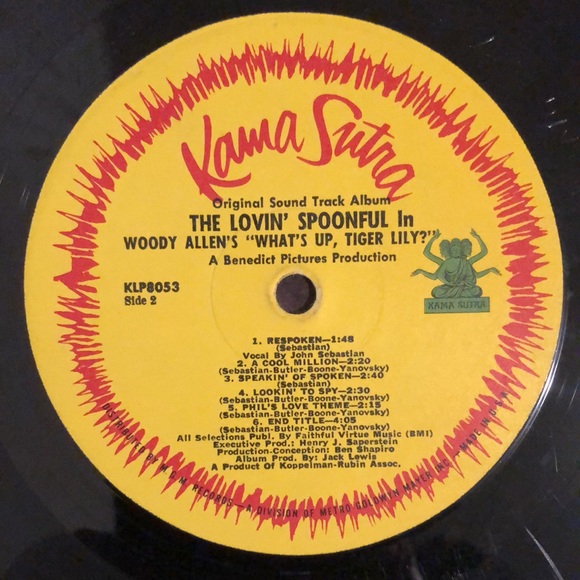 Kama Sutra
Original Sound Track Album
THE LOVIN' SPOONFUL In
WOODY ALLEN'S "WHAT'S UP, TIGER LILY?"
A Benedict Pictures Production
KLP8053
Side 2
KAMA SUTRA
1. RESPOKEN—1:48
(Sebastian)
Vocal By John Sebastian
2. A COOL MILLION—2:20
(Sebastian-Butler-Boone-Yanovsky)
3. SPEAKIN' OF SPOKEN—2:40
(Sebastian)
4. LOOKIN' TO SPY—2:30
(Sebastian-Butler-Boone-Yanovsky)
5. PHIL'S LOVE THEME—2:15
(Sebastian-Butler-Boone-Yanovsky)
6. END TITLE—4:05
(Sebastian-Butler-Boone-Yanovsky)
All Selections Publ. By Faithful Virtue Music (BMI)
Executive Prod.: Henry J. Saperstein
Production-Conception: Ben Shapiro
Album Prod. By: Jack Lewis
A Product Of Koppelman-Rubin Assoc.
DISTRIBUTED BY M G M RECORDS—A DIVISION OF METRO GOLDWYN MAYER INC.—MADE IN U.S.A.